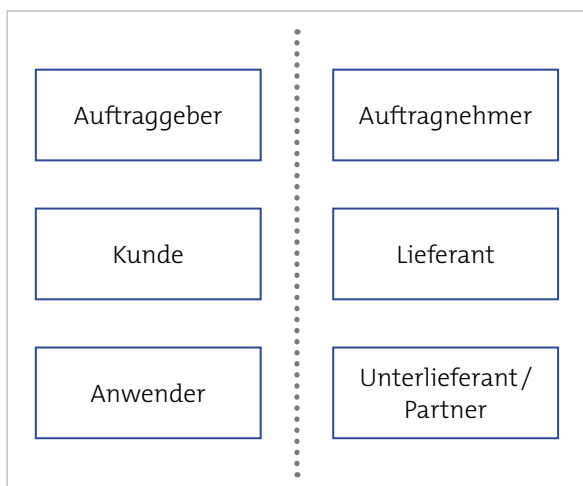 Auftraggeber
Auftragnehmer
Kunde
Lieferant
Anwender
Unterlieferant/
Partner